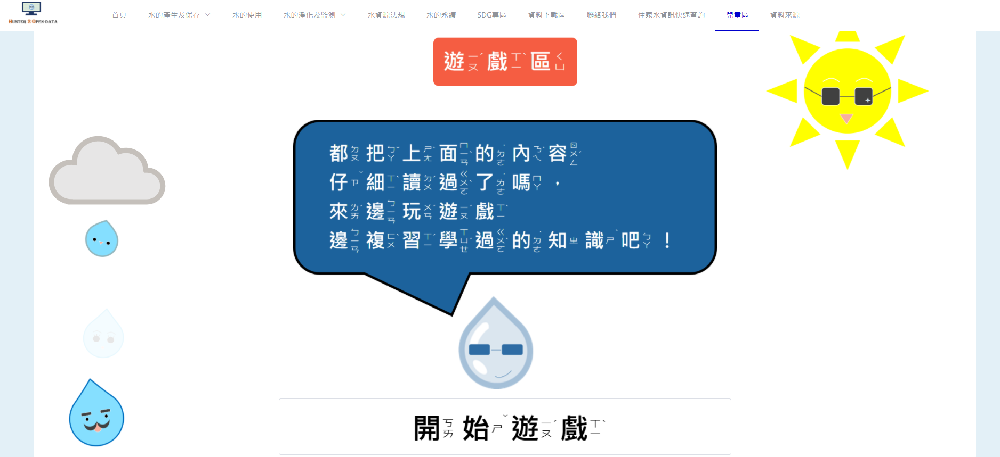 HUNTER 2 OPEN-DATA
首頁
水的產生及保存
水的使用
水的淨化及監測
水資源法規
水的永續
SDG專區
資料下載區
聯絡我們
住家水資訊快速查詢
兒童區
資料來源
遊ㄧㄡˊ戲ㄒㄧˋ區ㄑㄩ
都ㄉㄡ把ㄅㄚˇ上ㄕㄤˋ面ㄇㄧㄢˋ的˙ㄉㄜ內ㄋㄟˋ容ㄖㄨㄥˊ
仔ㄗˇ細ㄒㄧˋ讀ㄉㄨˊ過ㄍㄨㄛˋ了˙ㄌㄜ嗎ㄇㄚ，
來ㄌㄞˊ邊ㄅㄧㄢ玩ㄨㄢˊ遊ㄧㄡˊ戲ㄒㄧˋ
邊ㄅㄧㄢ複ㄈㄨˋ習ㄒㄧˊ學ㄒㄩㄝˊ過ㄍㄨㄛˋ的˙ㄉㄜ知ㄓ識ㄕˋ吧ㄅㄚ！
開ㄎㄞ始ㄕˇ遊ㄧㄡˊ戲ㄒㄧˋ